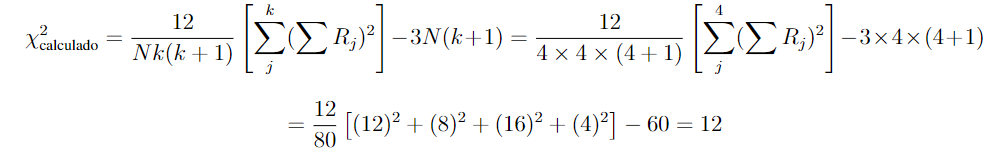 χ²calculado = 12/Nk(k + 1) [∑_j^k (∑ R_j)²] −3N(k+1) = 12/4 × 4 × (4 + 1) [∑_j^4 (∑ R_j)²] −3×4×(4+1)
= 12/80 [(12)² + (8)² + (16)² + (4)²] − 60 = 12